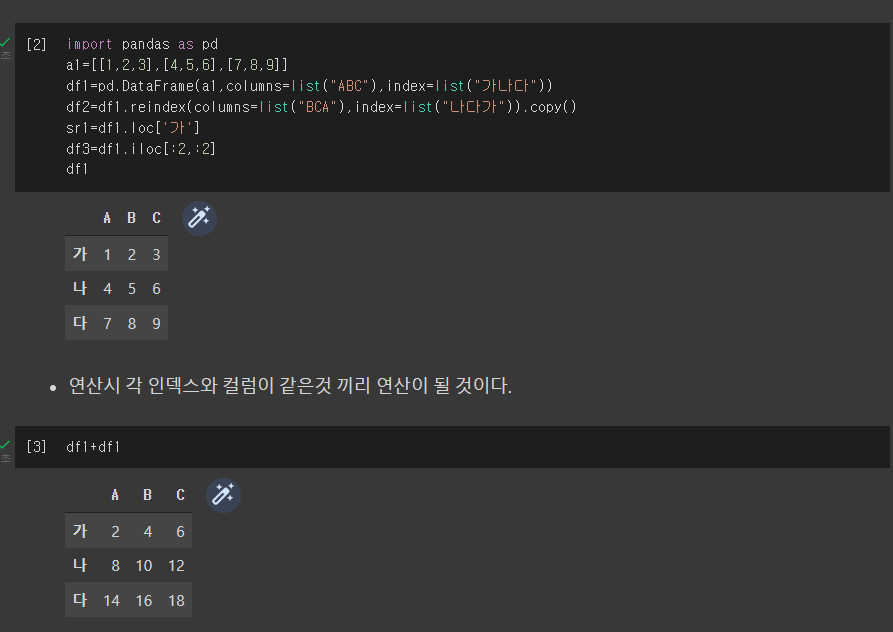 [2] import pandas as pd
a1=[[1,2,3],[4,5,6],[7,8,9]]
df1=pd.DataFrame(a1,columns=list("ABC"),index=list("가나다"))
df2=df1.reindex(columns=list("BCA"),index=list("나다가")).copy()
sr1=df1.loc['가']
df3=df1.iloc[:2,:2]
df1
초
A B C
가 1 2 3
나 4 5 6
다 7 8 9
• 연산시 각 인덱스와 컬럼이 같은것 끼리 연산이 될 것이다.
[3] df1+df1
초
A B C
가 2 4 6
나 8 10 12
다 14 16 18